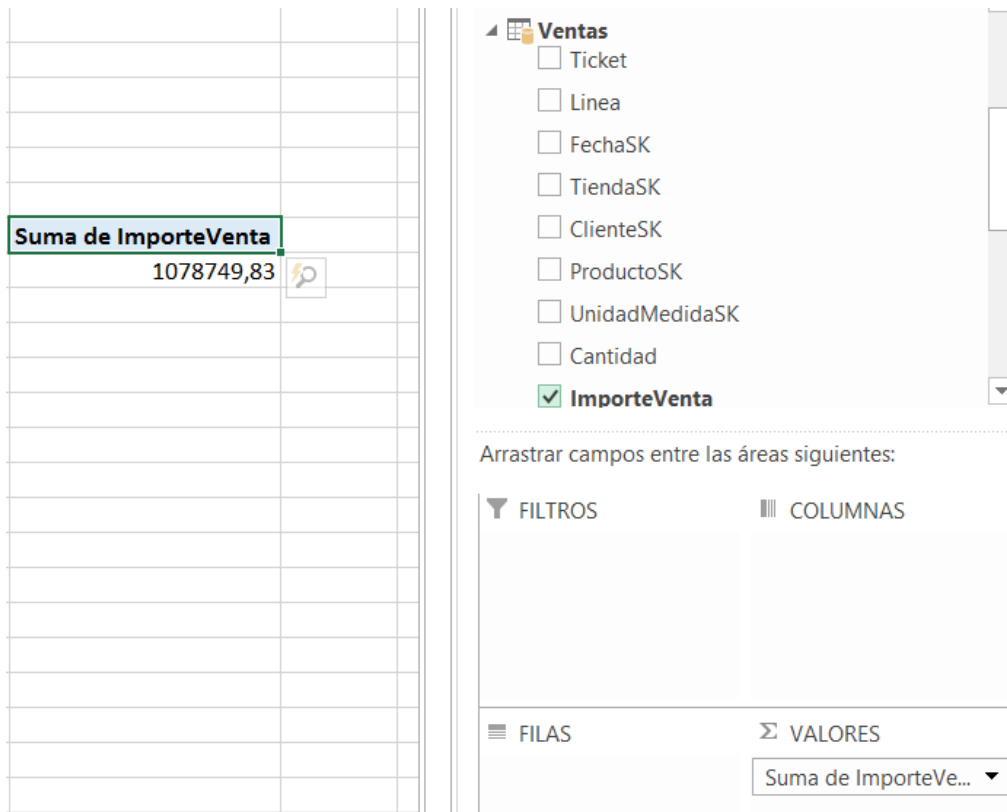 Suma de ImporteVenta
1078749,83
Ventas
Ticket
Linea
FechaSK
TiendaSK
ClienteSK
ProductoSK
UnidadMedidaSK
Cantidad
ImporteVenta
Arrastrar campos entre las áreas siguientes:
FILTROS
COLUMNAS
FILAS
Σ VALORES
Suma de ImporteVe...